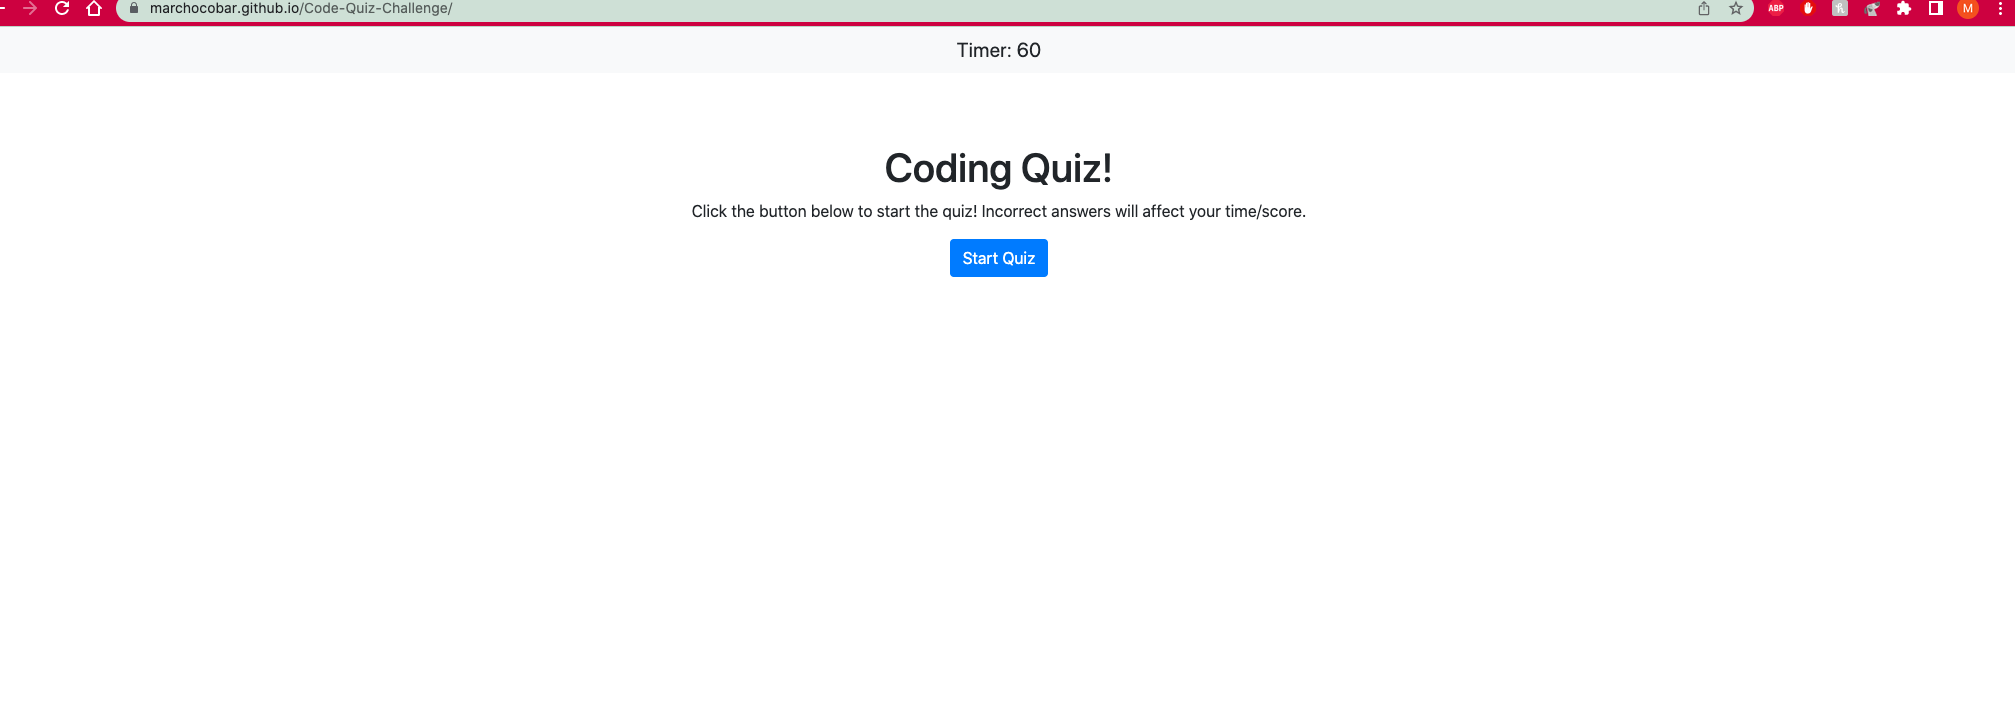 marchocobar.github.io/Code-Quiz-Challenge/
ABP
M
Timer: 60
Coding Quiz!
Click the button below to start the quiz! Incorrect answers will affect your time/score.
Start Quiz